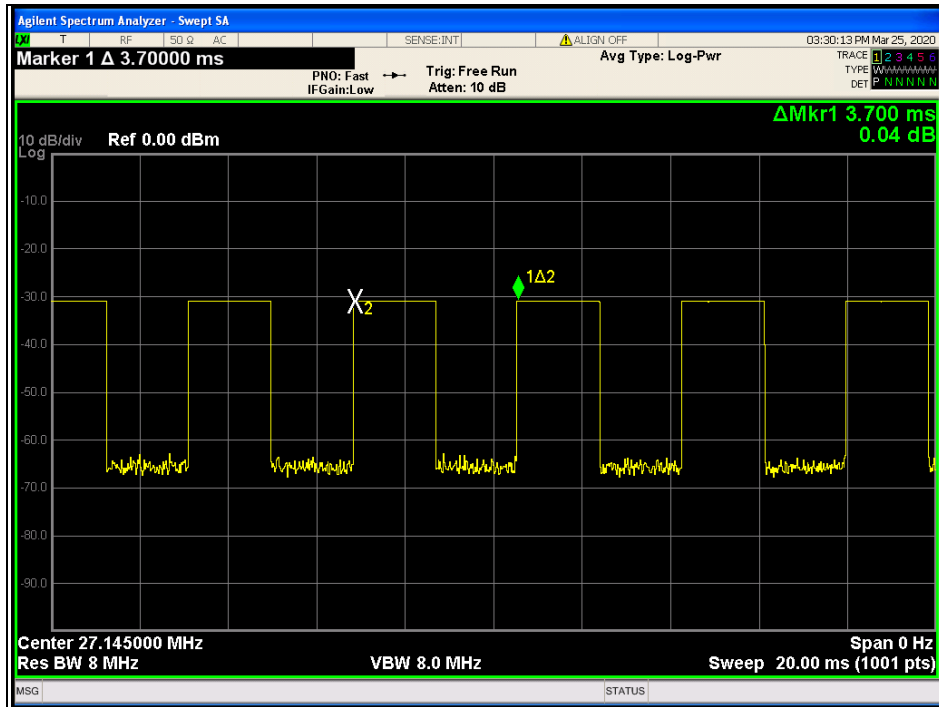 Agilent Spectrum Analyzer - Swept SA
LXI T RF 50 Ω AC SENSE:INT ALIGN OFF 03:30:13 PM Mar 25, 2020
Marker 1 Δ 3.70000 ms
PNO: Fast
IFGain:Low
Trig: Free Run
Atten: 10 dB
Avg Type: Log-Pwr
TRACE 1 2 3 4 5 6
TYPE WWWWWWW
DET P N N N N N
ΔMkr1 3.700 ms
0.04 dB
10 dB/div Ref 0.00 dBm
Log
-10.0
-20.0
1Δ2
-30.0
X2
-40.0
-50.0
-60.0
-70.0
-80.0
-90.0
Center 27.145000 MHz Span 0 Hz
Res BW 8 MHz VBW 8.0 MHz Sweep 20.00 ms (1001 pts)
MSG STATUS